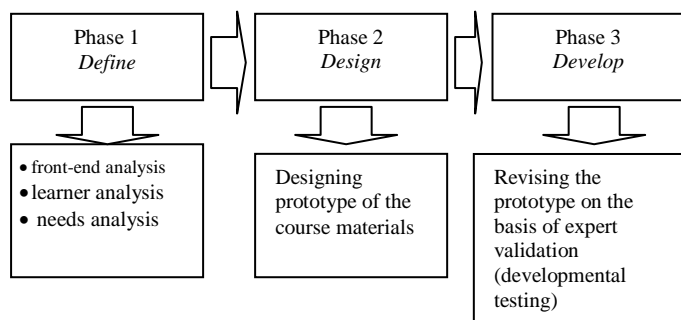 Phase 1
Define
Phase 2
Design
Phase 3
Develop
• front-end analysis
• learner analysis
• needs analysis
Designing
prototype of the
course materials
Revising the
prototype on the
basis of expert
validation
(developmental
testing)